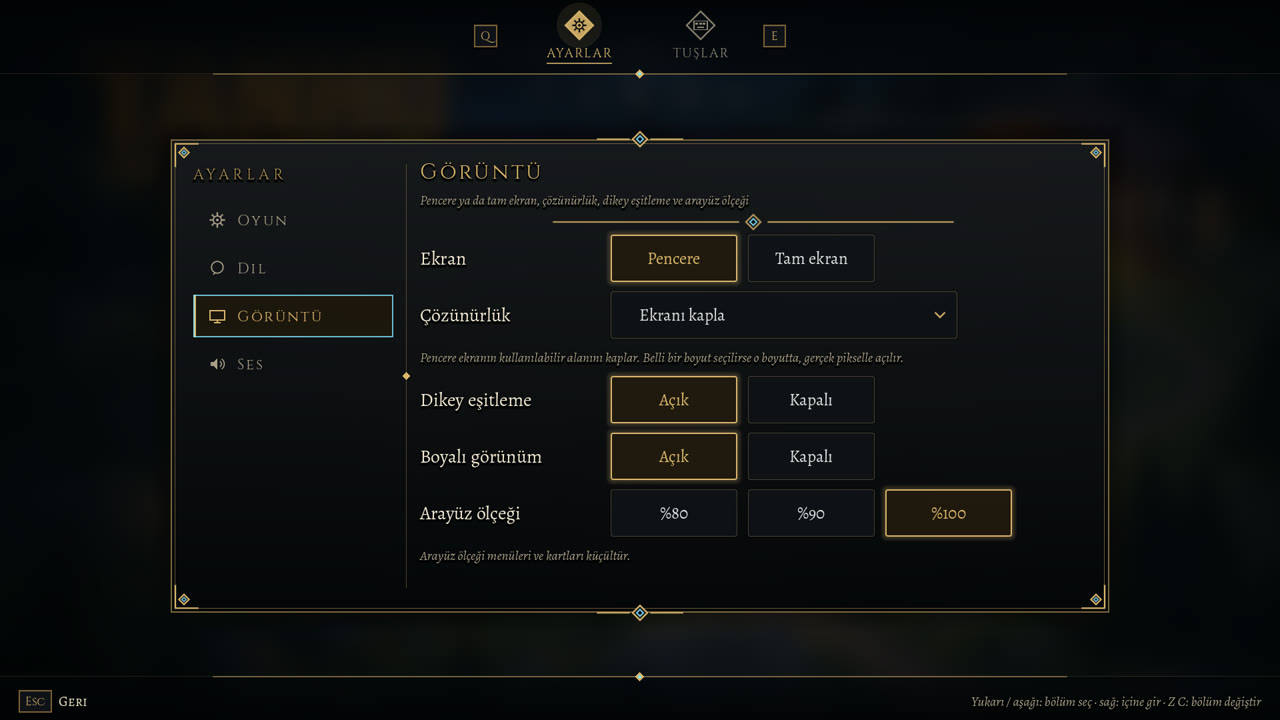 Q
AYARLAR
TUŞLAR
E
AYARLAR
Oyun
Dil
Görüntü
Ses
Görüntü
Pencere ya da tam ekran, çözünürlük, dikey eşitleme ve arayüz ölçeği
Ekran Pencere Tam ekran
Çözünürlük Ekranı kapla
Pencere ekranın kullanılabilir alanını kaplar. Belli bir boyut seçilirse o boyutta, gerçek pikselle açılır.
Dikey eşitleme Açık Kapalı
Boyalı görünüm Açık Kapalı
Arayüz ölçeği %80 %90 %100
Arayüz ölçeği menüleri ve kartları küçültür.
Esc Geri
Yukarı / aşağı: bölüm seç · sağ: içine gir · Z C: bölüm değiştir